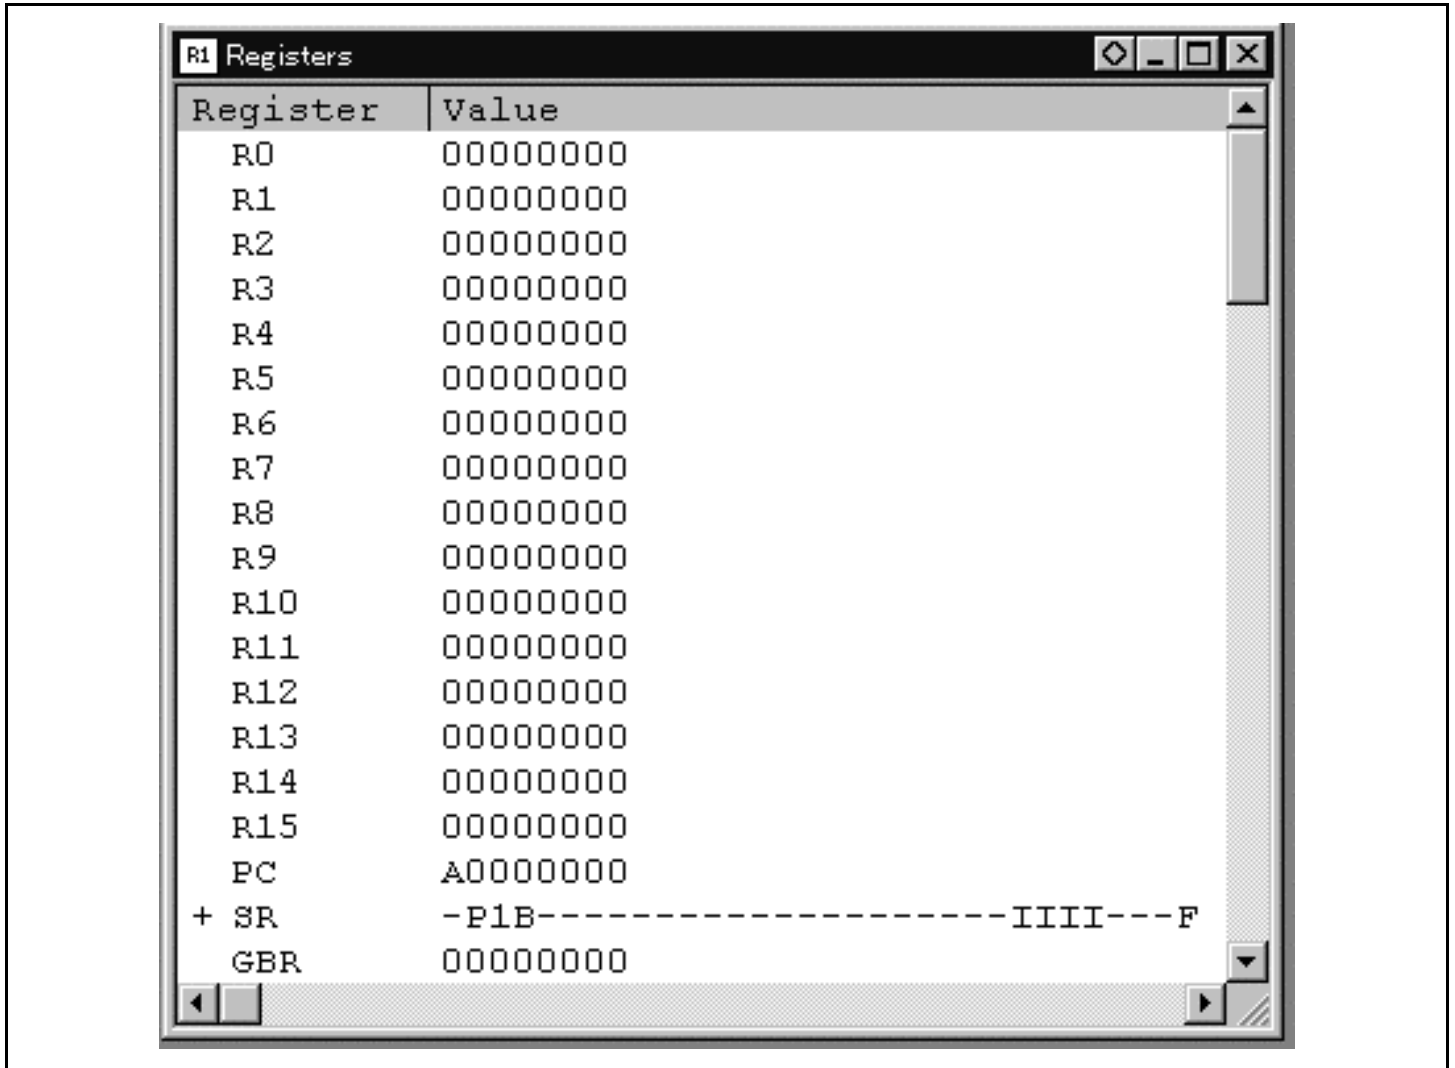 R1 Registers
Register Value
R0 00000000
R1 00000000
R2 00000000
R3 00000000
R4 00000000
R5 00000000
R6 00000000
R7 00000000
R8 00000000
R9 00000000
R10 00000000
R11 00000000
R12 00000000
R13 00000000
R14 00000000
R15 00000000
PC A0000000
+ SR -P1B--------------------IIII---F
GBR 00000000